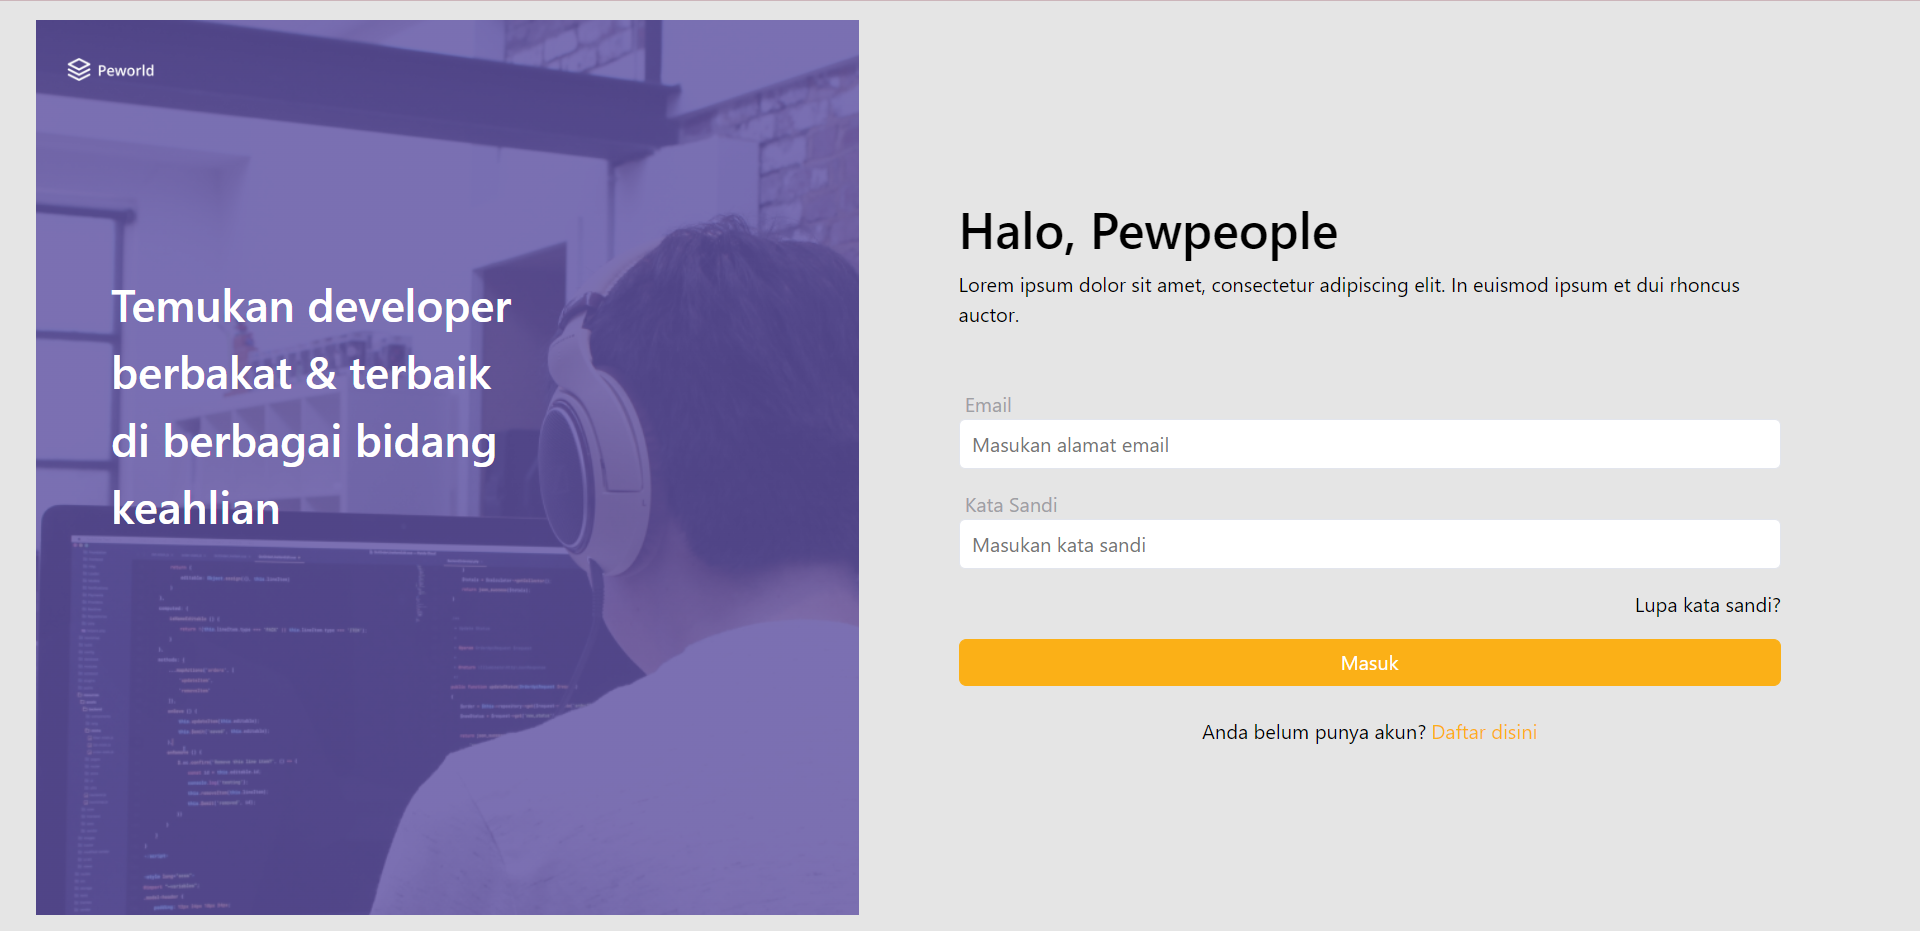 Peworld
Temukan developer
berbakat & terbaik
di berbagai bidang
keahlian
Halo, Pewpeople
Lorem ipsum dolor sit amet, consectetur adipiscing elit. In euismod ipsum et dui rhoncus
auctor.
Email
Masukan alamat email
Kata Sandi
Masukan kata sandi
Lupa kata sandi?
Masuk
Anda belum punya akun? Daftar disini